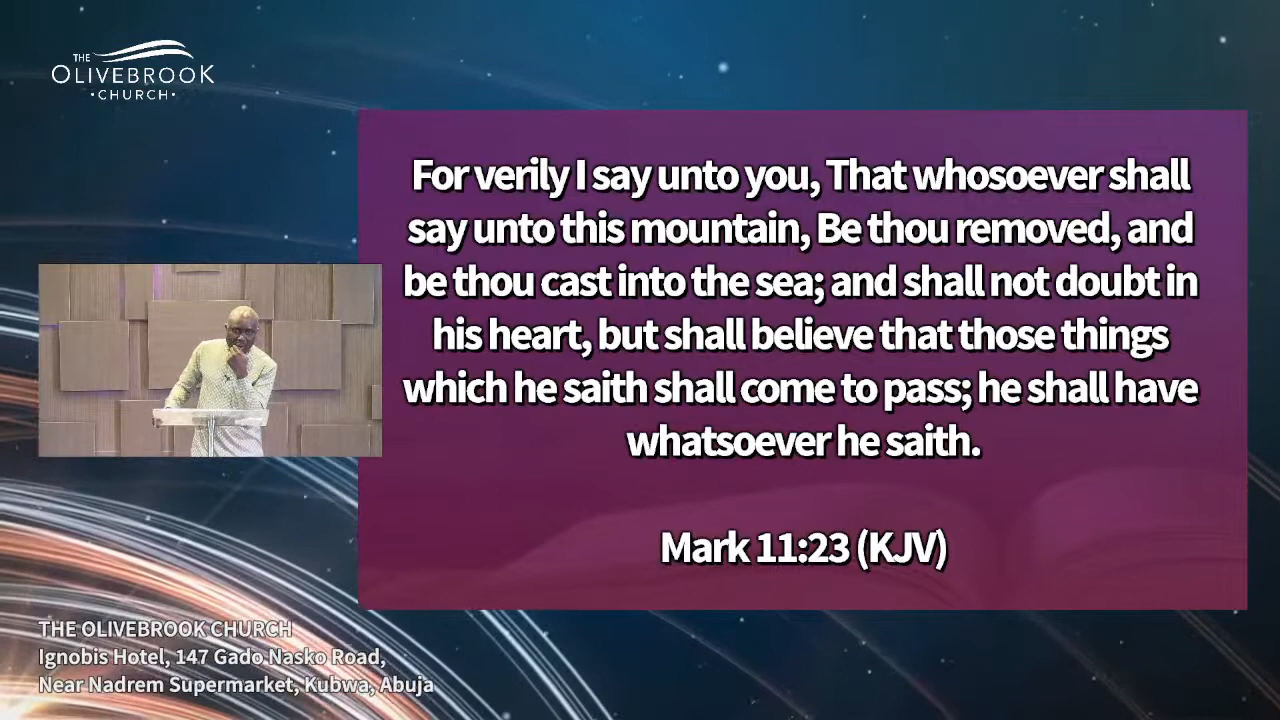 THE
OLIVEBROOK
·CHURCH·
For verily I say unto you, That whosoever shall
say unto this mountain, Be thou removed, and
be thou cast into the sea; and shall not doubt in
his heart, but shall believe that those things
which he saith shall come to pass; he shall have
whatsoever he saith.
Mark 11:23 (KJV)
THE OLIVEBROOK CHURCH
Ignobis Hotel, 147 Gado Nasko Road,
Near Nadrem Supermarket, Kubwa, Abuja